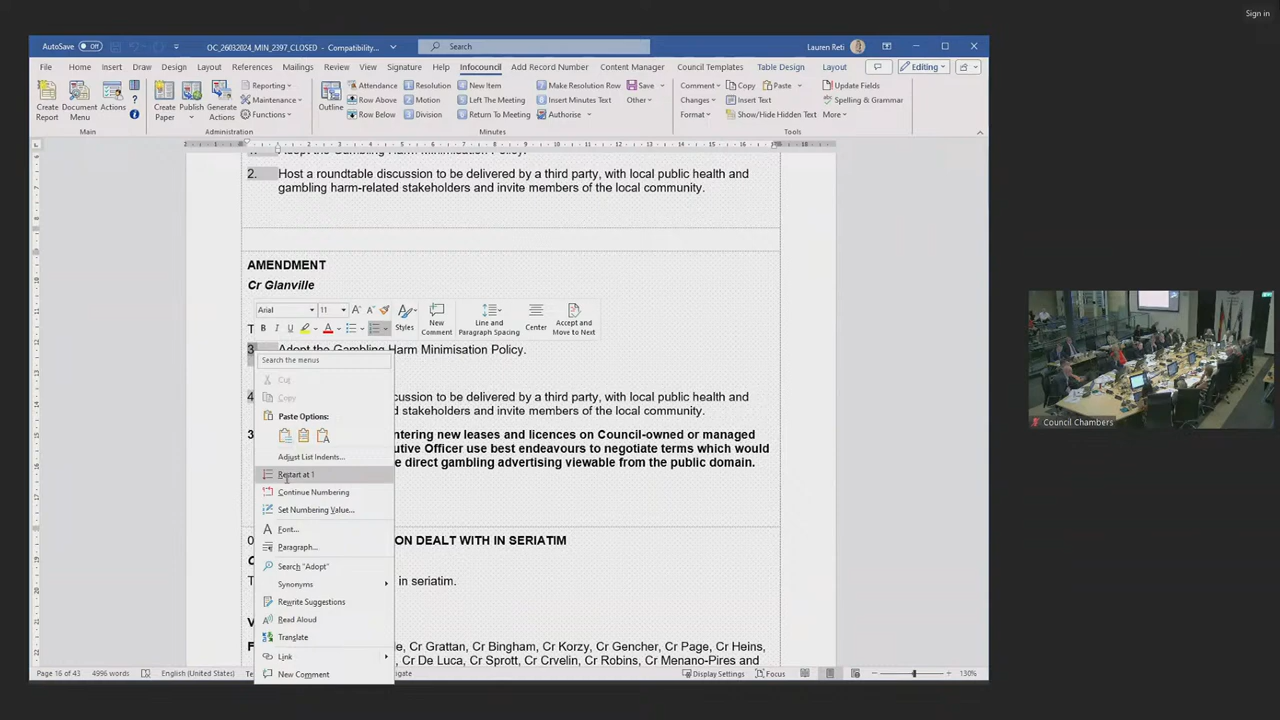 Sign in
AutoSave Off OC_26032024_MIN_2397_CLOSED - Compatibility... Search Lauren Reti
File Home Insert Draw Design Layout References Mailings Review View Signature Help Infocouncil Add Record Number Content Manager Council Templates Table Design Layout Editing
Create Report Document Menu Actions Create Paper Publish Generate Actions Reporting Maintenance Functions Outline Attendance Row Above Row Below Resolution Motion Division New Item Left The Meeting Return To Meeting Make Resolution Row Insert Minutes Text Authorise Save Other Comment Changes Format Copy Paste Insert Text Show/Hide Hidden Text Update Fields Spelling & Grammar More
Main Administration Minutes Tools
2. Host a roundtable discussion to be delivered by a third party, with local public health and
gambling harm-related stakeholders and invite members of the local community.
AMENDMENT
Cr Glanville
Arial 11
Styles New Comment Line and Paragraph Spacing Center Accept and Move to Next
3 Adopt the Gambling Harm Minimisation Policy.
Search the menus
Cut
Copy
4 cussion to be delivered by a third party, with local public health and
d stakeholders and invite members of the local community.
Paste Options:
3 ntering new leases and licences on Council-owned or managed
utive Officer use best endeavours to negotiate terms which would
e direct gambling advertising viewable from the public domain.
Adjust List Indents...
Restart at 1
Continue Numbering
Set Numbering Value...
Font...
Paragraph...
Search "Adopt"
Synonyms
Rewrite Suggestions
Read Aloud
Translate
Link
New Comment
ON DEALT WITH IN SERIATIM
in seriatim.
e, Cr Grattan, Cr Bingham, Cr Korzy, Cr Gencher, Cr Page, Cr Heins,
Cr De Luca, Cr Sprott, Cr Crvelin, Cr Robins, Cr Menano-Pires and
Page 16 of 43 4996 words English (United States) Display Settings Focus 130%
Council Chambers